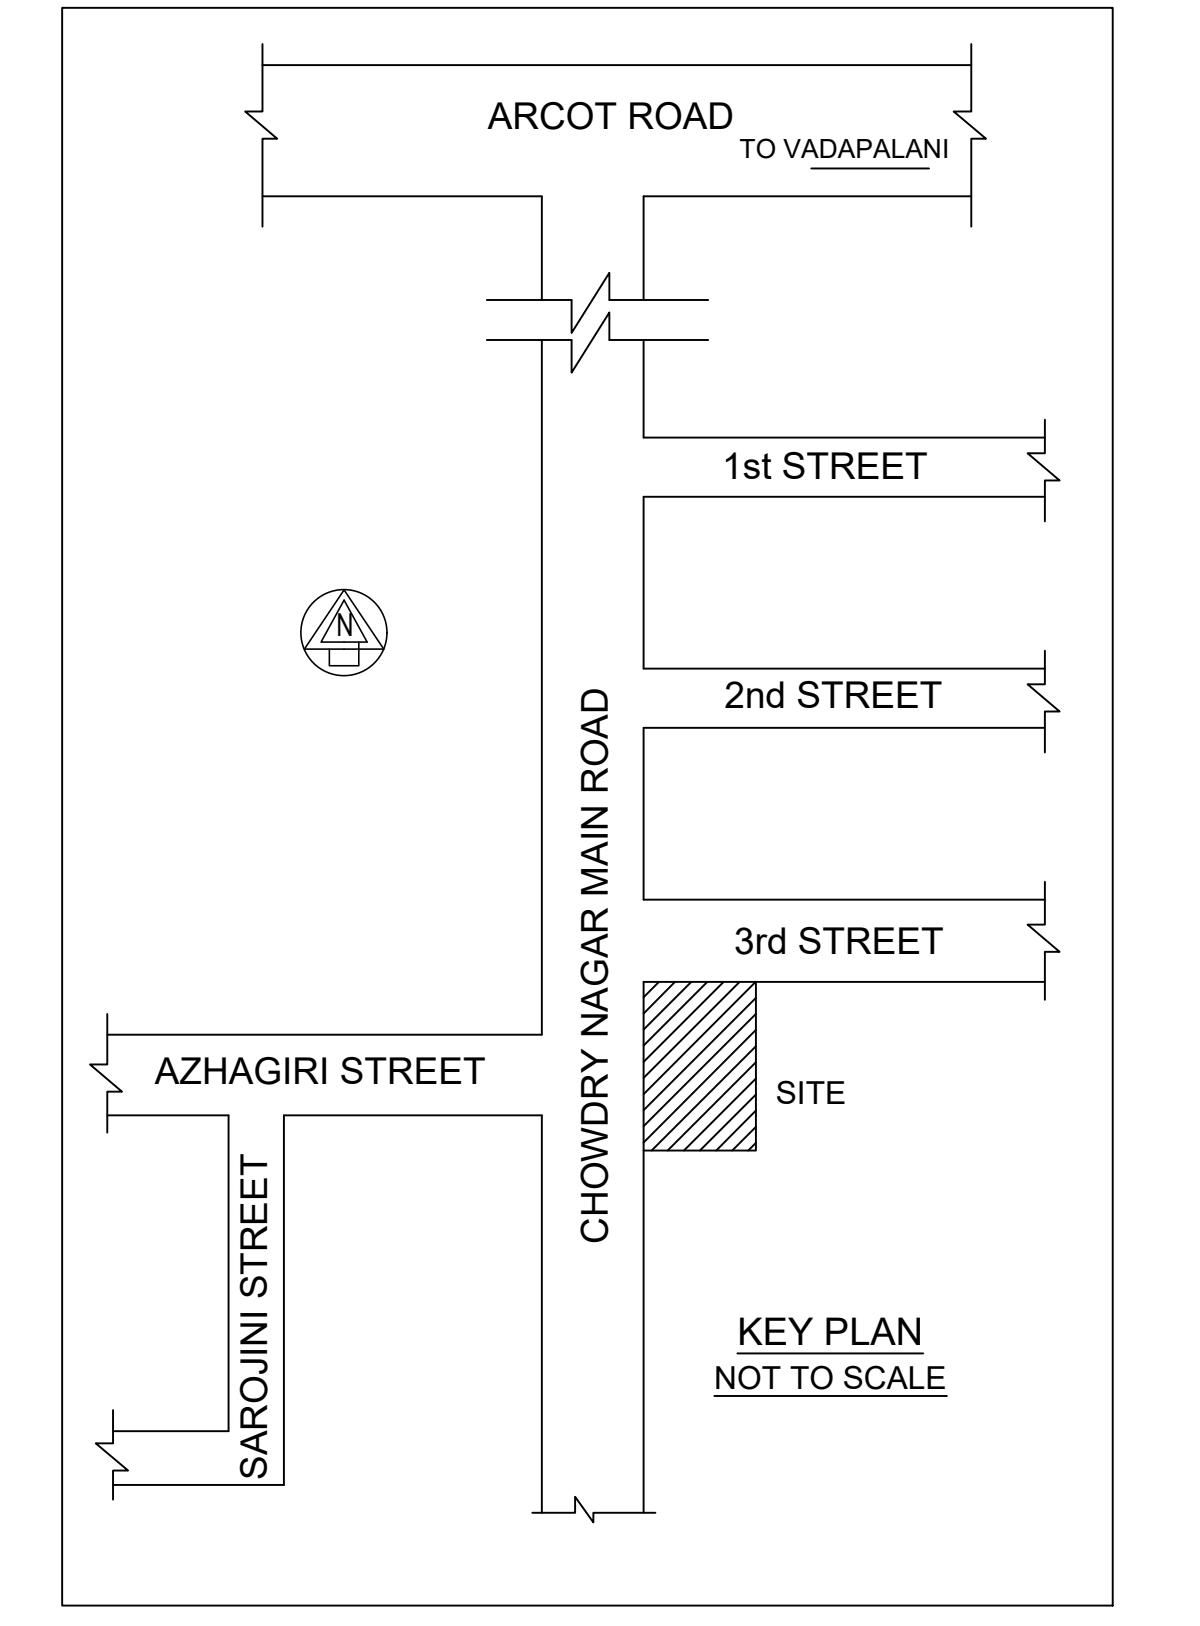 ARCOT ROAD
TO VADAPALANI
1st STREET
N
2nd STREET
CHOWDRY NAGAR MAIN ROAD
3rd STREET
AZHAGIRI STREET
SITE
SAROJINI STREET
KEY PLAN
NOT TO SCALE